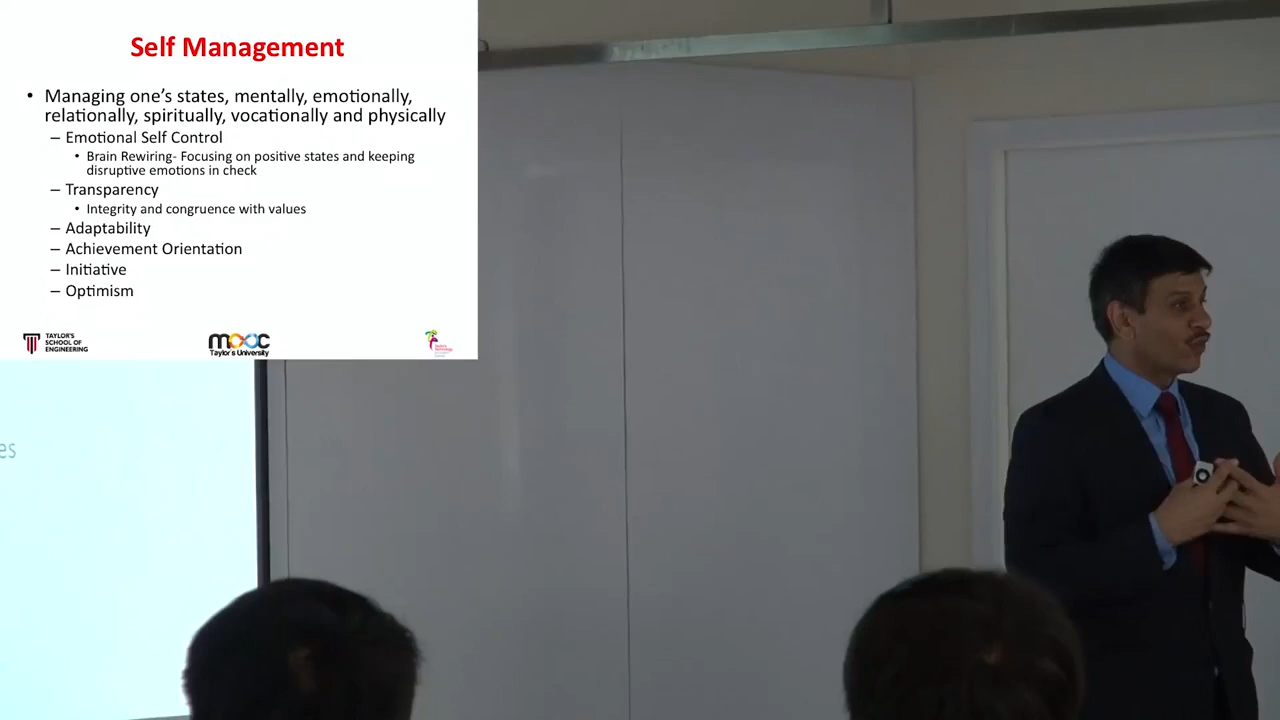 Self Management
• Managing one's states, mentally, emotionally,
relationally, spiritually, vocationally and physically
– Emotional Self Control
• Brain Rewiring- Focusing on positive states and keeping
disruptive emotions in check
– Transparency
• Integrity and congruence with values
– Adaptability
– Achievement Orientation
– Initiative
– Optimism
TAYLOR'S
SCHOOL OF
ENGINEERING
mooc
Taylor's University
es